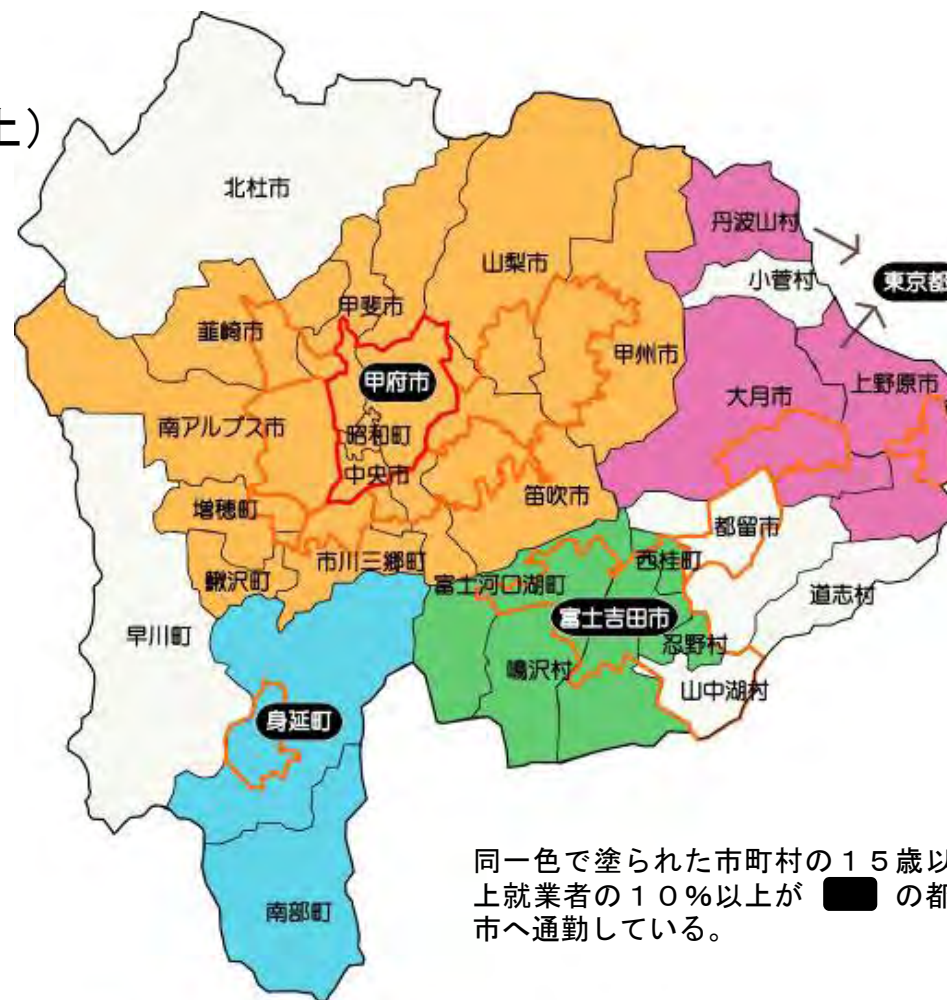 上）
北杜市
丹波山村
山梨市
小菅村
東京都
甲斐市
韮崎市
甲州市
甲府市
上野原市
大月市
南アルプス市
昭和町
中央市
笛吹市
増穂町
都留市
市川三郷町
西桂町
鰍沢町
富士河口湖町
道志村
富士吉田市
早川町
忍野村
鳴沢村
山中湖村
身延町
同一色で塗られた市町村の１５歳以
上就業者の１０％以上が の都
市へ通勤している。
南部町